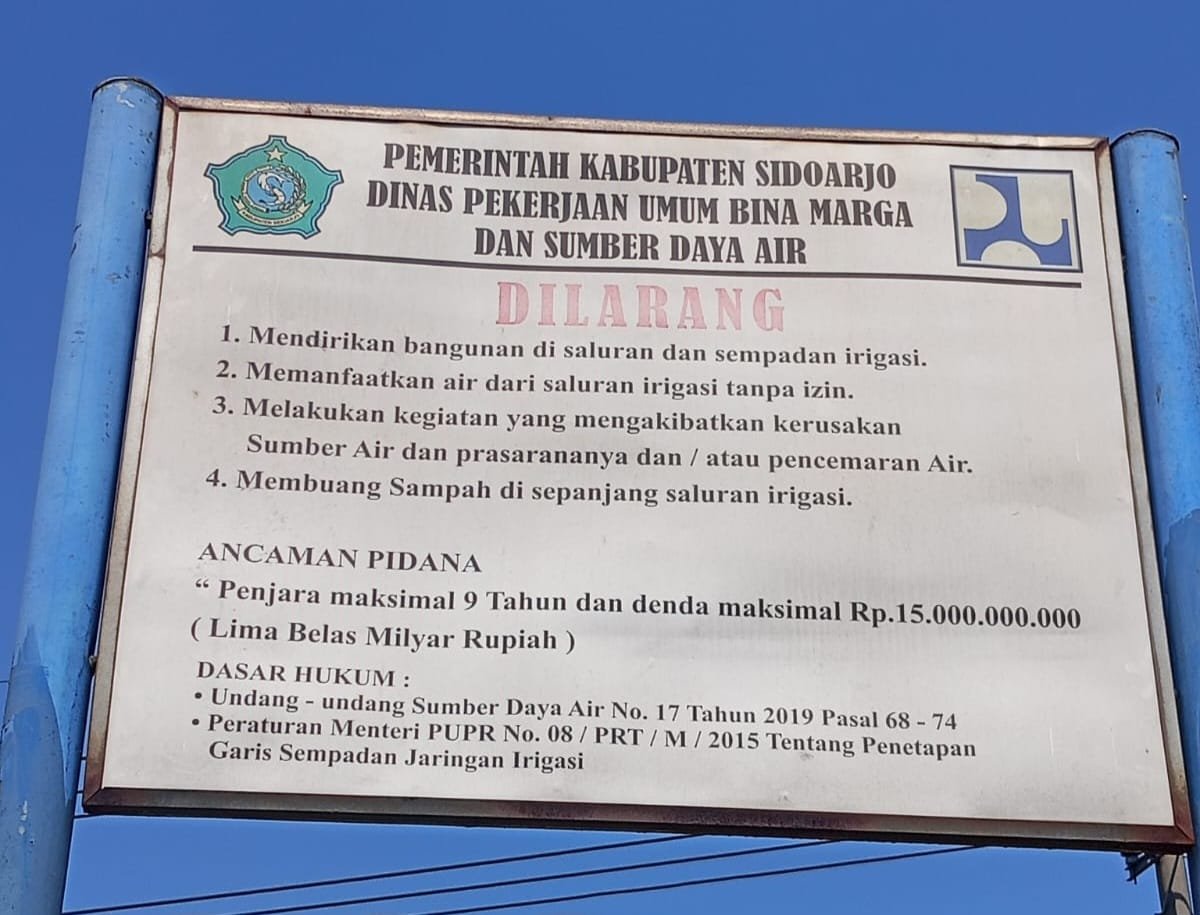 PEMERINTAH KABUPATEN SIDOARJO
DINAS PEKERJAAN UMUM BINA MARGA
DAN SUMBER DAYA AIR
DILARANG
1. Mendirikan bangunan di saluran dan sempadan irigasi.
2. Memanfaatkan air dari saluran irigasi tanpa izin.
3. Melakukan kegiatan yang mengakibatkan kerusakan
Sumber Air dan prasarananya dan / atau pencemaran Air.
4. Membuang Sampah di sepanjang saluran irigasi.
ANCAMAN PIDANA
“ Penjara maksimal 9 Tahun dan denda maksimal Rp.15.000.000.000
( Lima Belas Milyar Rupiah )
DASAR HUKUM :
• Undang - undang Sumber Daya Air No. 17 Tahun 2019 Pasal 68 - 74
• Peraturan Menteri PUPR No. 08 / PRT / M / 2015 Tentang Penetapan
Garis Sempadan Jaringan Irigasi